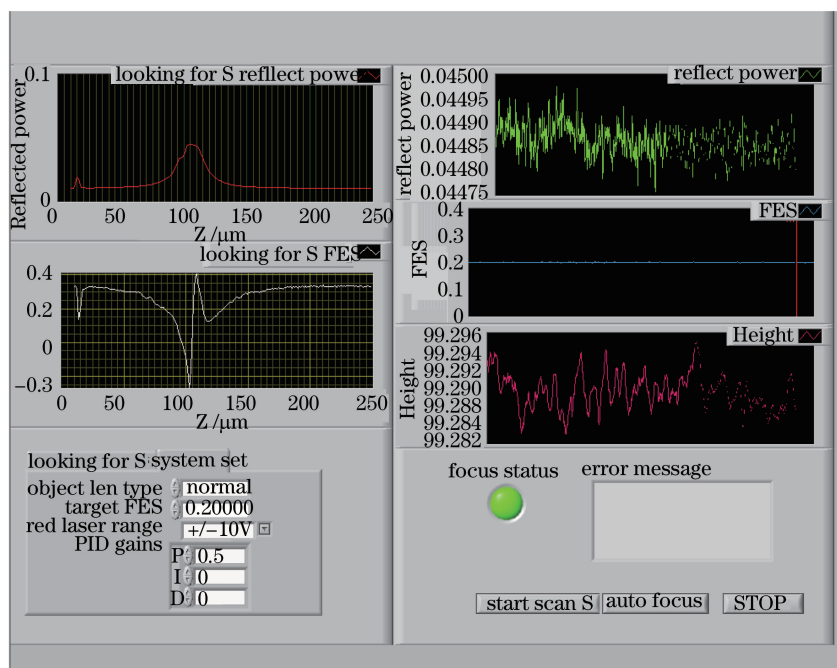 looking for S refllect power
0.1
Reflected power
0
0 50 100 150 200 250
Z /μm
looking for S FES
0.4
0.2
0
−0.3
0 50 100 150 200 250
Z /μm
looking for S system set
object len type normal
target FES 0.20000
red laser range +/−10V
PID gains
P 0.5
I 0
D 0
reflect power
reflect power
0.04500
0.04495
0.04490
0.04485
0.04480
0.04475
FES
FES
0.4
0.3
0.2
0.1
0
Height
Height
99.296
99.294
99.292
99.290
99.288
99.286
99.284
99.282
focus status error message
start scan S auto focus STOP